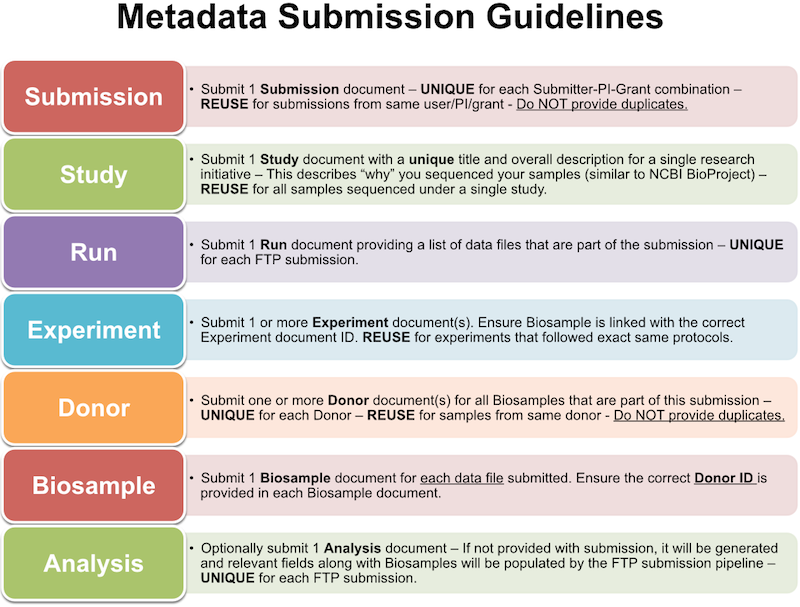 Metadata Submission Guidelines
Submission
• Submit 1 Submission document – UNIQUE for each Submitter-PI-Grant combination –
REUSE for submissions from same user/PI/grant - Do NOT provide duplicates.
Study
• Submit 1 Study document with a unique title and overall description for a single research
initiative – This describes “why” you sequenced your samples (similar to NCBI BioProject) –
REUSE for all samples sequenced under a single study.
Run
• Submit 1 Run document providing a list of data files that are part of the submission – UNIQUE
for each FTP submission.
Experiment
• Submit 1 or more Experiment document(s). Ensure Biosample is linked with the correct
Experiment document ID. REUSE for experiments that followed exact same protocols.
Donor
• Submit one or more Donor document(s) for all Biosamples that are part of this submission –
UNIQUE for each Donor – REUSE for samples from same donor - Do NOT provide duplicates.
Biosample
• Submit 1 Biosample document for each data file submitted. Ensure the correct Donor ID is
provided in each Biosample document.
Analysis
• Optionally submit 1 Analysis document – If not provided with submission, it will be generated
and relevant fields along with Biosamples will be populated by the FTP submission pipeline –
UNIQUE for each FTP submission.